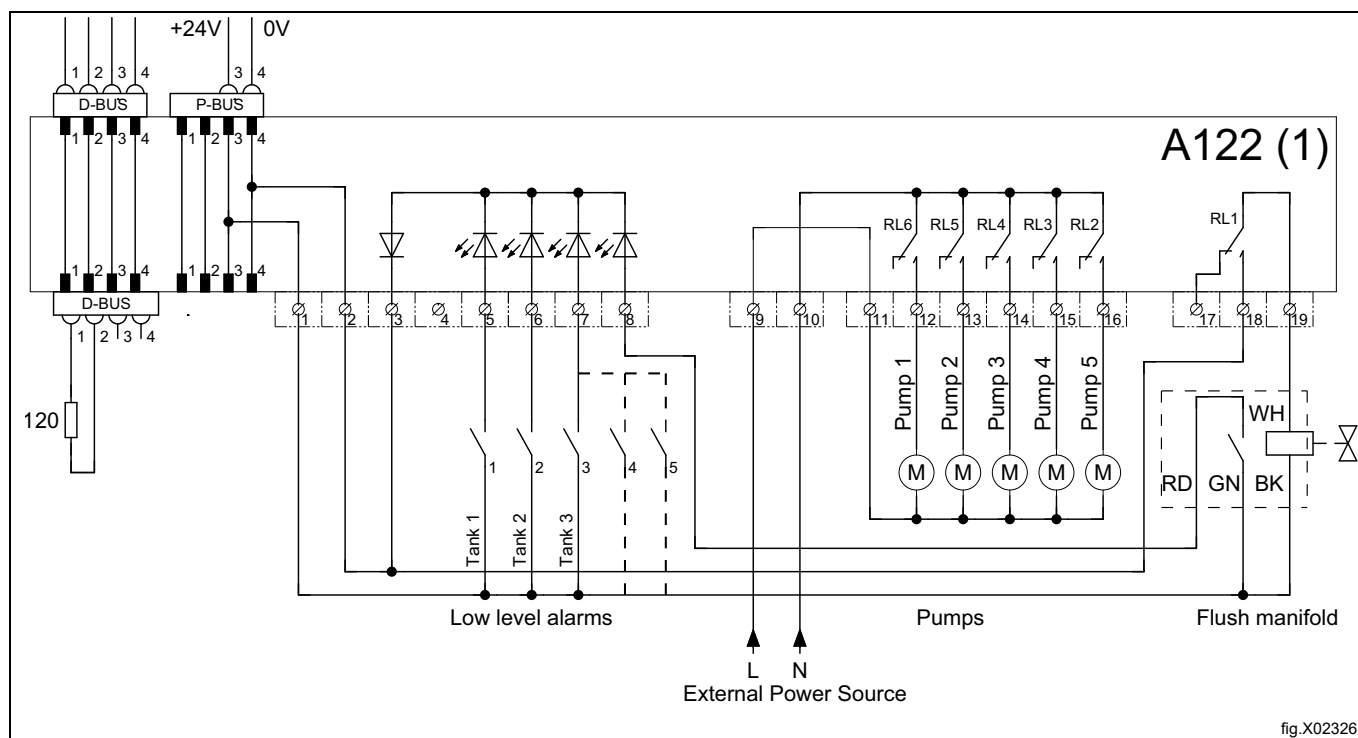 +24V 0V
1 2 3 4 3 4
D-BUS P-BUS
1 2 3 4 1 2 3 4
A122 (1)
RL6 RL5 RL4 RL3 RL2 RL1
1 2 3 4 1 2 3 4
D-BUS
1 2 3 4 5 6 7 8 9 10 11 12 13 14 15 16 17 18 19
1 2 3 4
Pump 1 Pump 2 Pump 3 Pump 4 Pump 5
120
WH
1 2 3 4 5
M M M M M
RD GN BK
Tank 1 Tank 2 Tank 3
Low level alarms Pumps Flush manifold
L N
External Power Source
fig.X02326